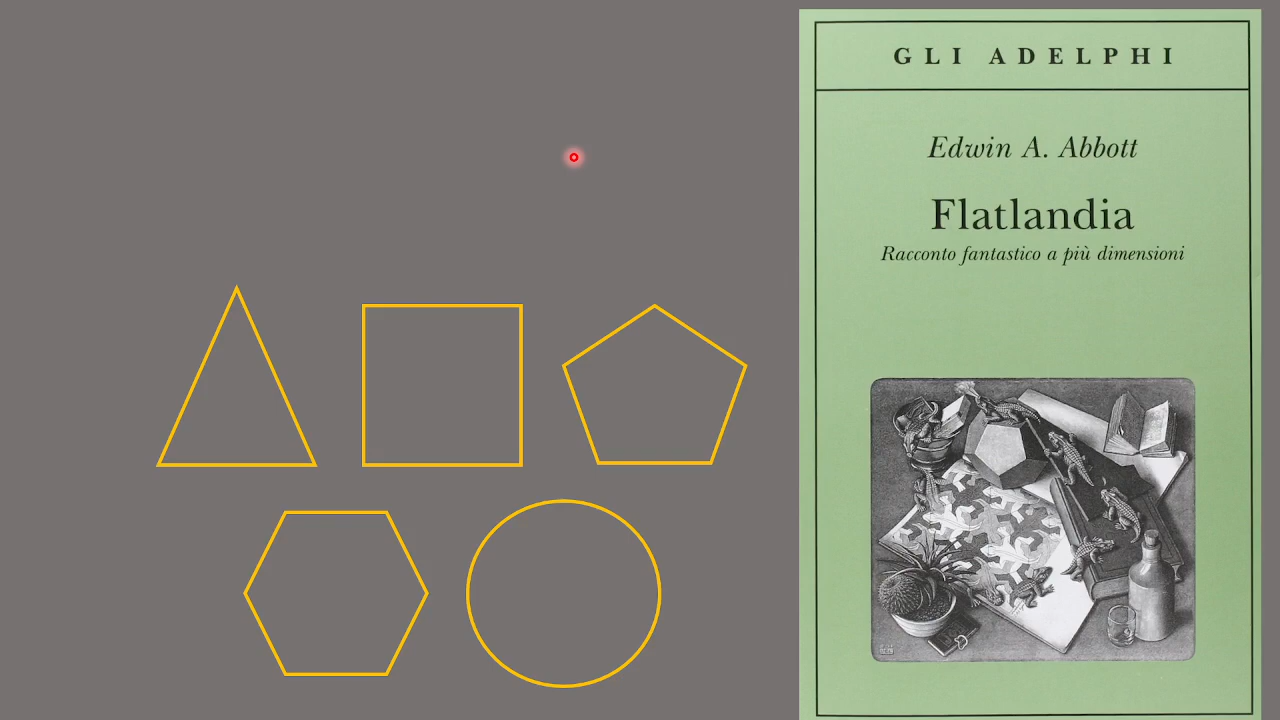 GLI ADELPHI
Edwin A. Abbott
Flatlandia
Racconto fantastico a più dimensioni